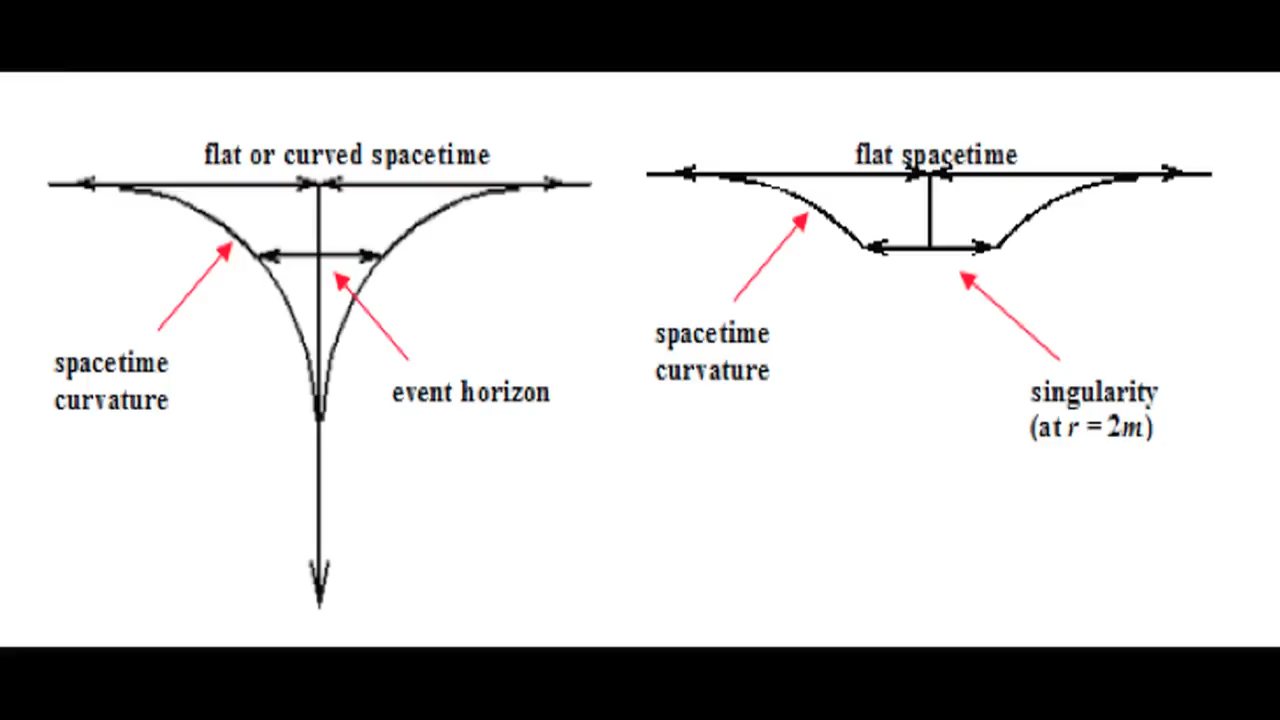 flat or curved spacetime
spacetime
curvature
event horizon
flat spacetime
spacetime
curvature
singularity
(at r = 2m)